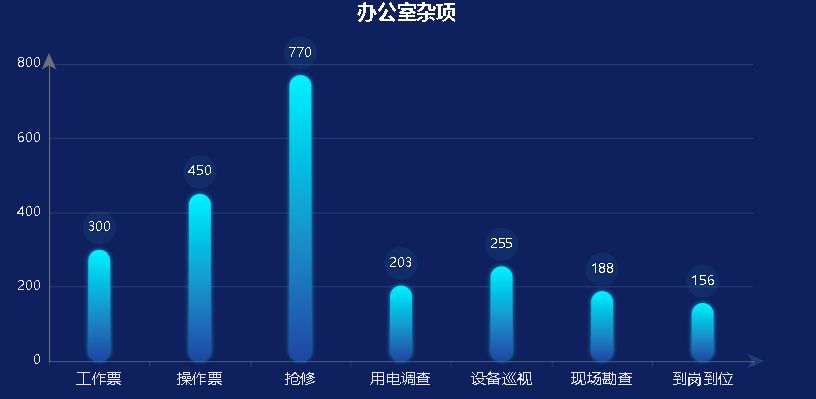 办公室杂项
800
600
400
200
0
300
450
770
203
255
188
156
工作票
操作票
抢修
用电调查
设备巡视
现场勘查
到岗到位